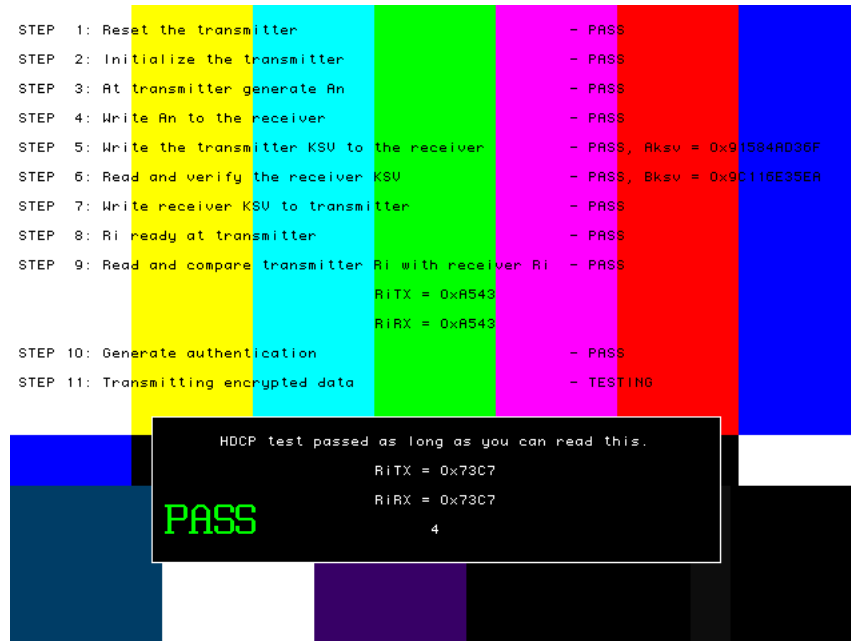 STEP 1: Reset the transmitter - PASS
STEP 2: Initialize the transmitter - PASS
STEP 3: At transmitter generate An - PASS
STEP 4: Write An to the receiver - PASS
STEP 5: Write the transmitter KSV to the receiver - PASS, Aksv = 0x91584AD36F
STEP 6: Read and verify the receiver KSV - PASS, Bksv = 0x9C116E35EA
STEP 7: Write receiver KSV to transmitter - PASS
STEP 8: Ri ready at transmitter - PASS
STEP 9: Read and compare transmitter Ri with receiver Ri - PASS
RiTX = 0xA543
RiRX = 0xA543
STEP 10: Generate authentication - PASS
STEP 11: Transmitting encrypted data - TESTING
HDCP test passed as long as you can read this.
RiTX = 0x73C7
RiRX = 0x73C7
PASS
4